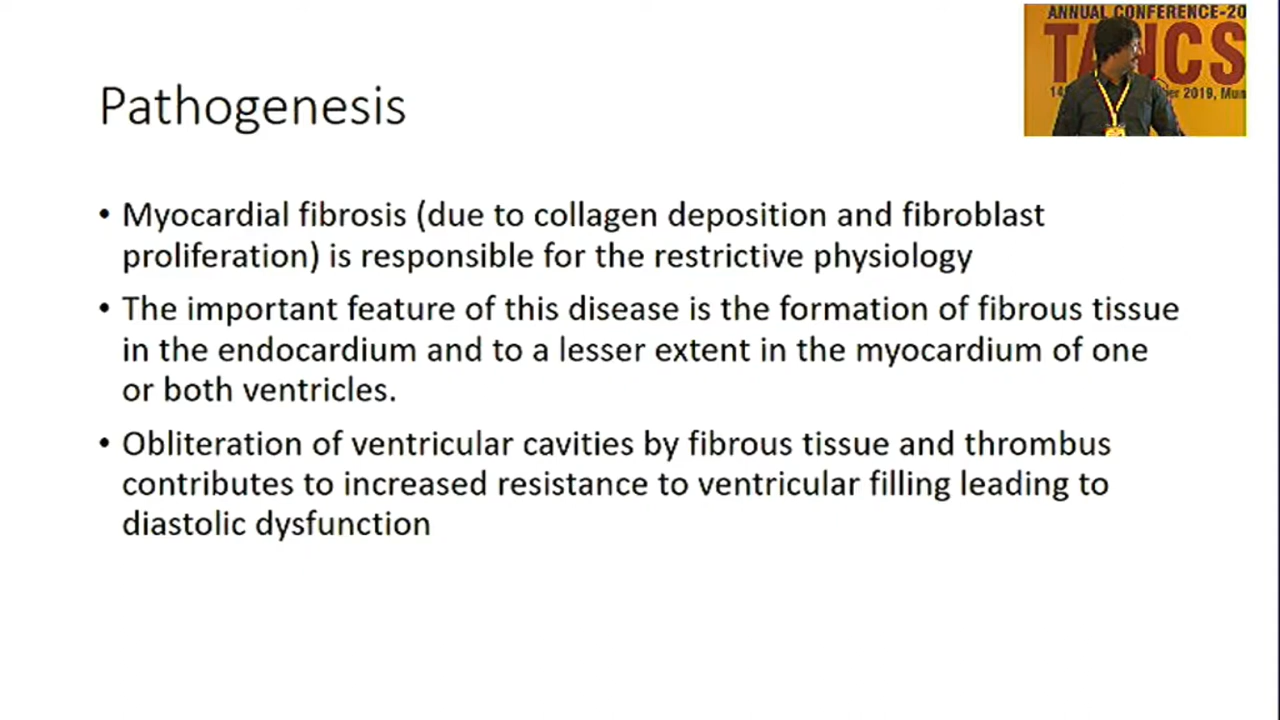 ANNUAL CONFERENCE-20
2019, Mun
Pathogenesis
• Myocardial fibrosis (due to collagen deposition and fibroblast
proliferation) is responsible for the restrictive physiology
• The important feature of this disease is the formation of fibrous tissue
in the endocardium and to a lesser extent in the myocardium of one
or both ventricles.
• Obliteration of ventricular cavities by fibrous tissue and thrombus
contributes to increased resistance to ventricular filling leading to
diastolic dysfunction